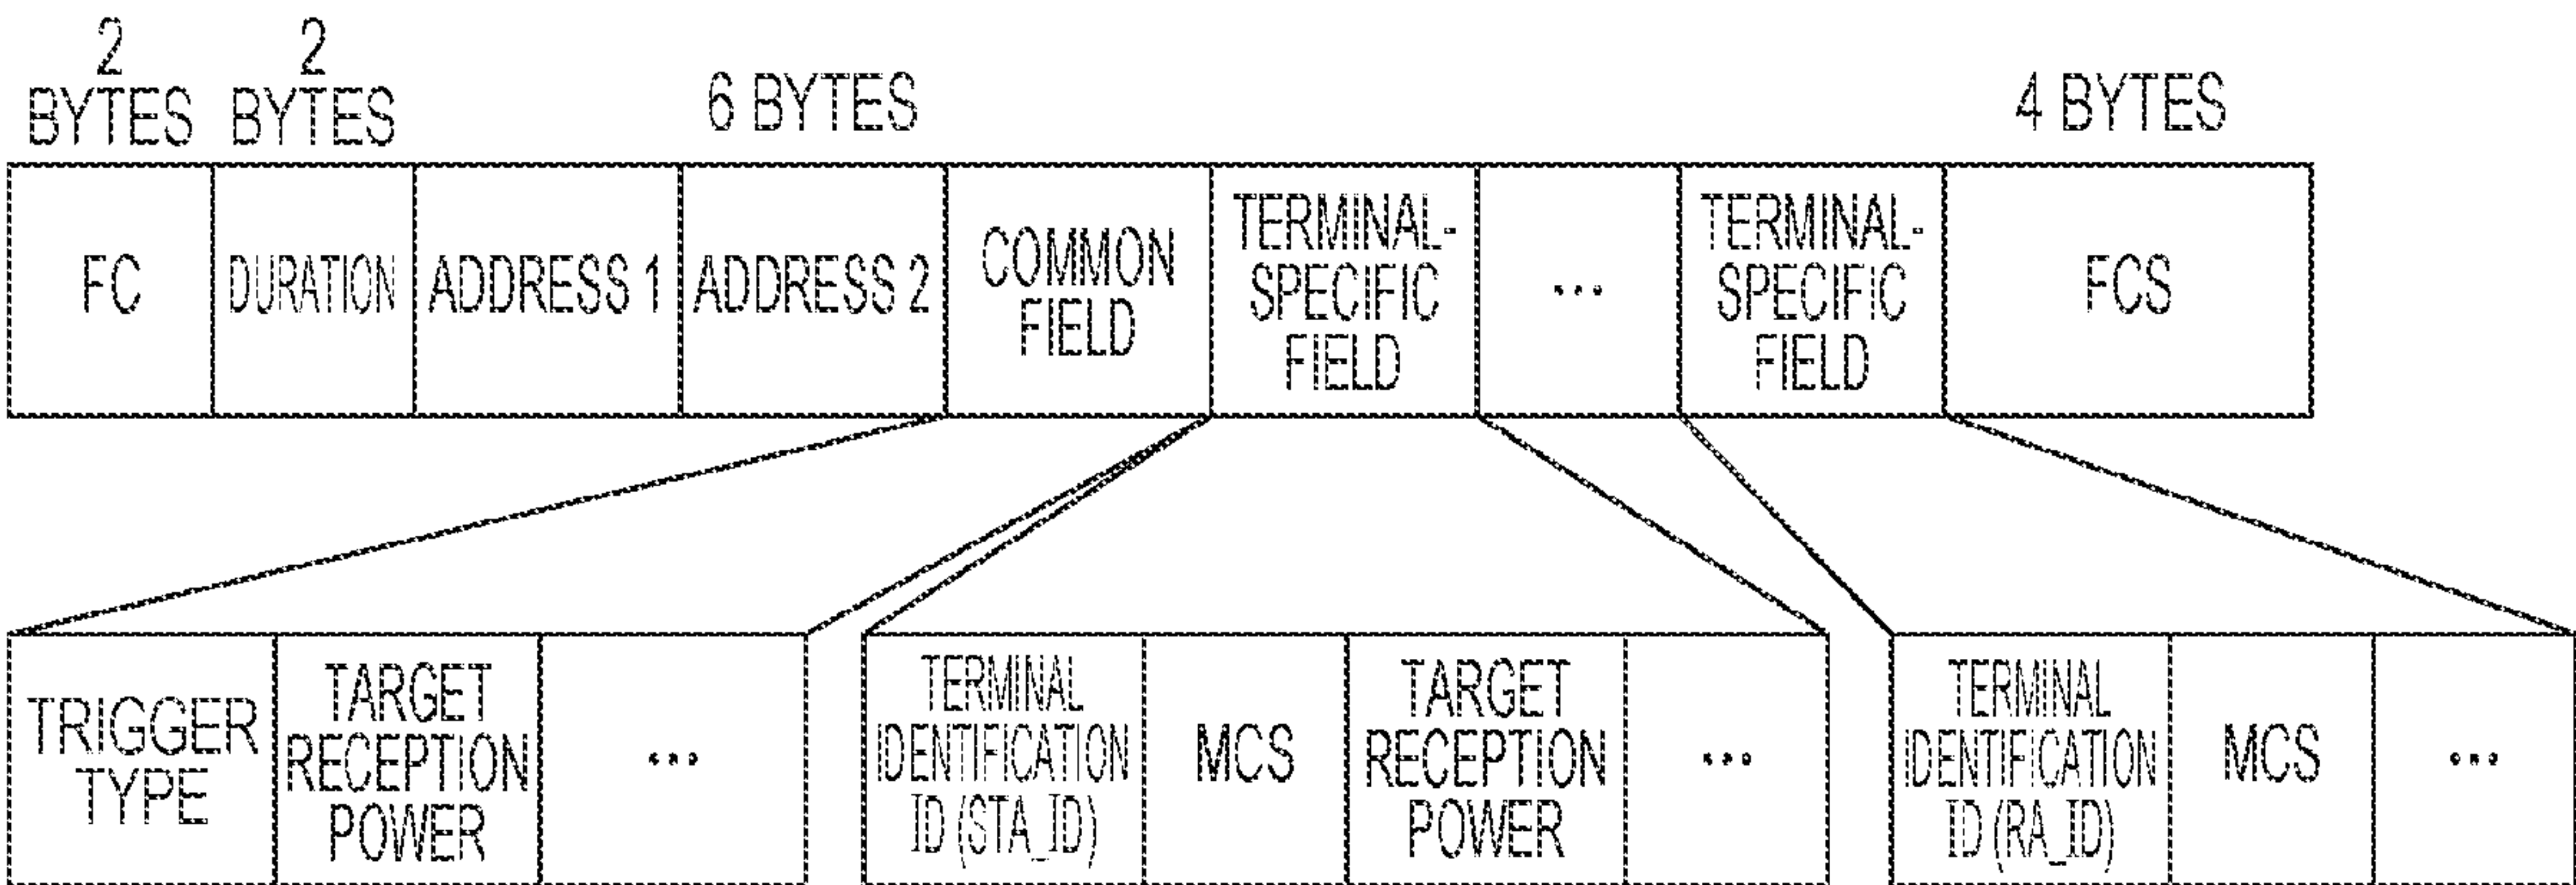 2 BYTES
2 BYTES
6 BYTES
4 BYTES
FC
DURATION
ADDRESS 1
ADDRESS 2
COMMON
FIELD
TERMINAL-
SPECIFIC
FIELD
...
TERMINAL-
SPECIFIC
FIELD
FCS
TRIGGER
TYPE
TARGET
RECEPTION
POWER
...
TERMINAL
IDENTIFICATION
ID (STA_ID)
MCS
TARGET
RECEPTION
POWER
...
TERMINAL
IDENTIFICATION
ID (RA_ID)
MCS
...